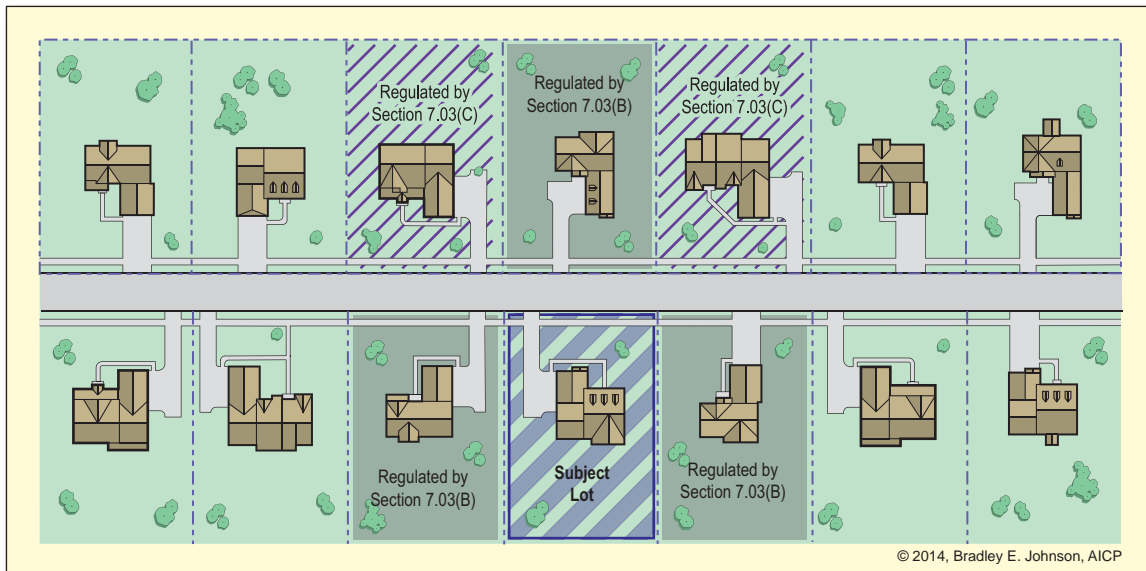 Regulated by
Section 7.03(C)
Regulated by
Section 7.03(B)
Regulated by
Section 7.03(C)
Regulated by
Section 7.03(B)
Subject
Lot
Regulated by
Section 7.03(B)
© 2014, Bradley E. Johnson, AICP